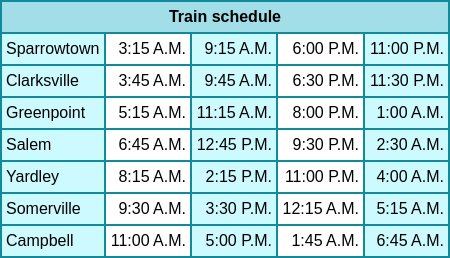 Train schedule
Sparrowtown 3:15 A.M. 9:15 A.M. 6:00 P.M. 11:00 P.M.
Clarksville 3:45 A.M. 9:45 A.M. 6:30 P.M. 11:30 P.M.
Greenpoint 5:15 A.M. 11:15 A.M. 8:00 P.M. 1:00 A.M.
Salem 6:45 A.M. 12:45 P.M. 9:30 P.M. 2:30 A.M.
Yardley 8:15 A.M. 2:15 P.M. 11:00 P.M. 4:00 A.M.
Somerville 9:30 A.M. 3:30 P.M. 12:15 A.M. 5:15 A.M.
Campbell 11:00 A.M. 5:00 P.M. 1:45 A.M. 6:45 A.M.